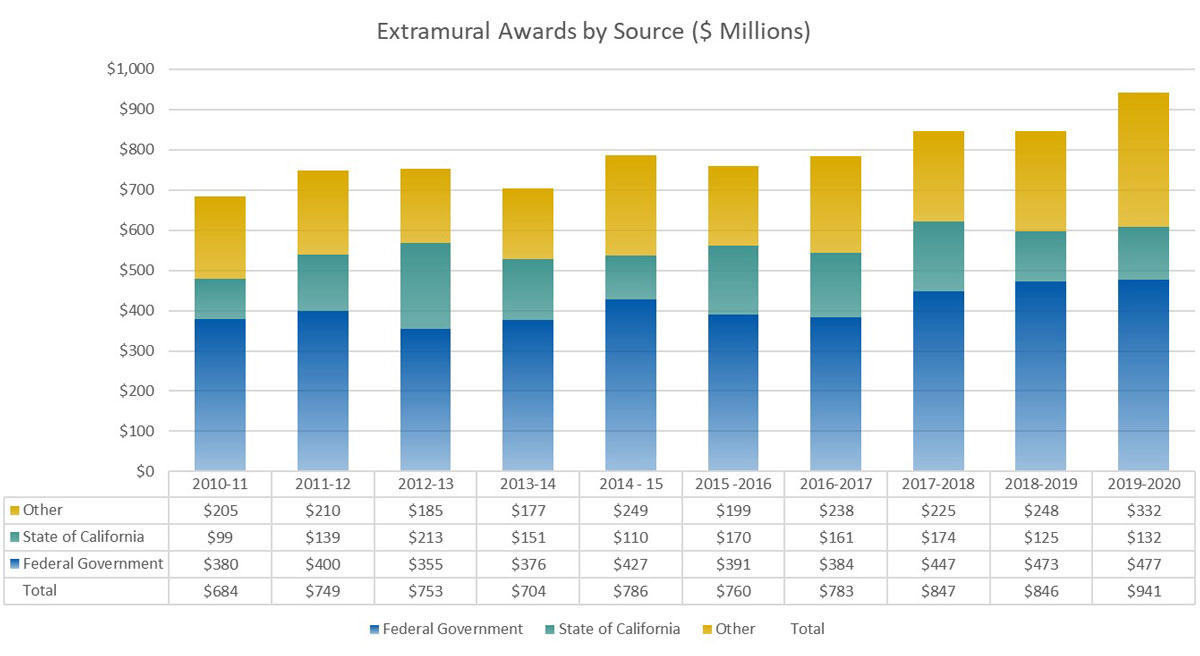 Extramural Awards by Source ($ Millions)
$1,000
$900
$800
$700
$600
$500
$400
$300
$200
$100
$0
2010-11 2011-12 2012-13 2013-14 2014 - 15 2015 -2016 2016-2017 2017-2018 2018-2019 2019-2020
Other $205 $210 $185 $177 $249 $199 $238 $225 $248 $332
State of California $99 $139 $213 $151 $110 $170 $161 $174 $125 $132
Federal Government $380 $400 $355 $376 $427 $391 $384 $447 $473 $477
Total $684 $749 $753 $704 $786 $760 $783 $847 $846 $941
Federal Government State of California Other Total